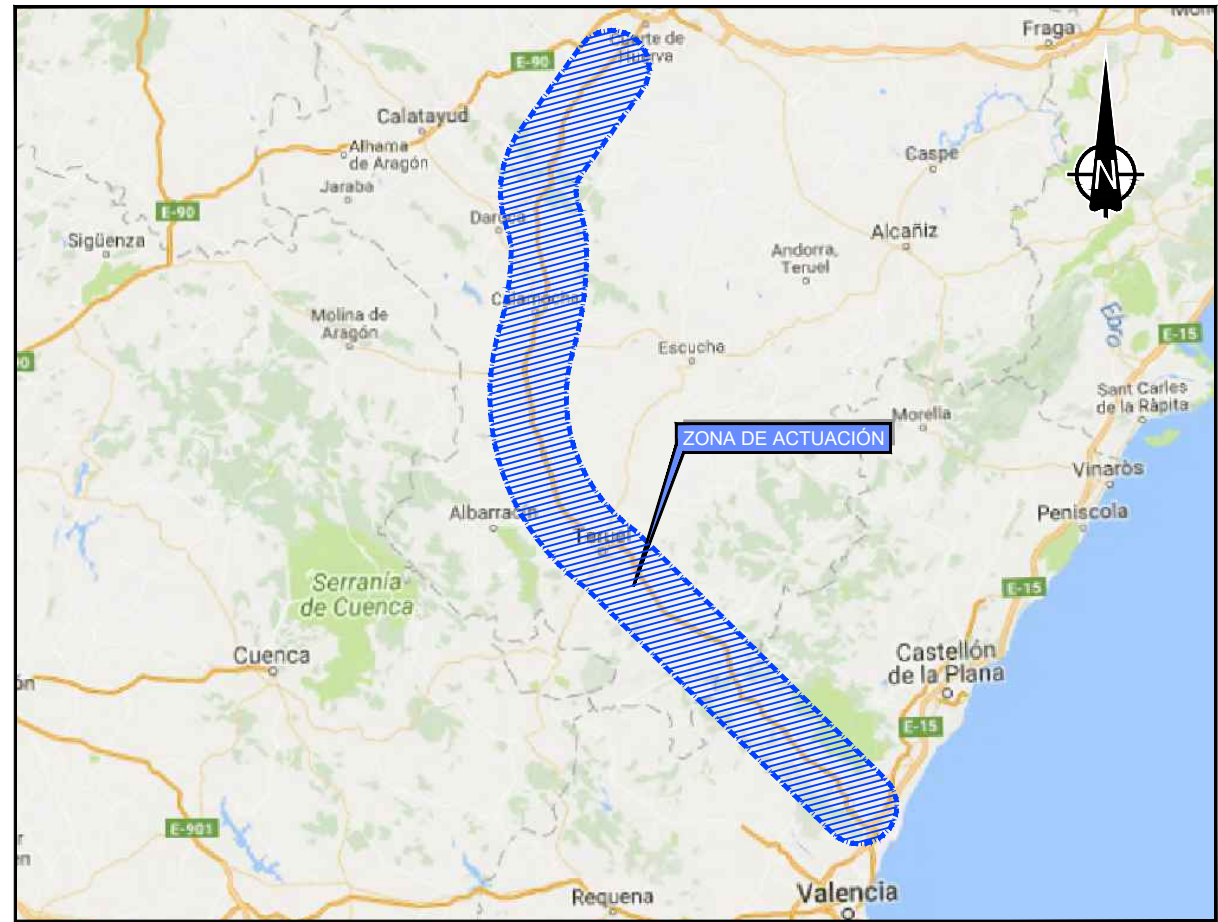 Fraga
E-90
Calatayud
Alhama
de Aragón
Caspe
Jaraba
N
E-90
Sigüenza
Alcañiz
Andorra,
Teruel
Molina de
Aragón
Ebro
E-15
Escucha
Sant Carles
de la Ràpita
Morella
ZONA DE ACTUACIÓN
Vinaròs
Albarracín
Peníscola
Teruel
Serranía
de Cuenca
E-15
Cuenca
Castellón
de la Plana
E-15
E-901
Requena
Valencia